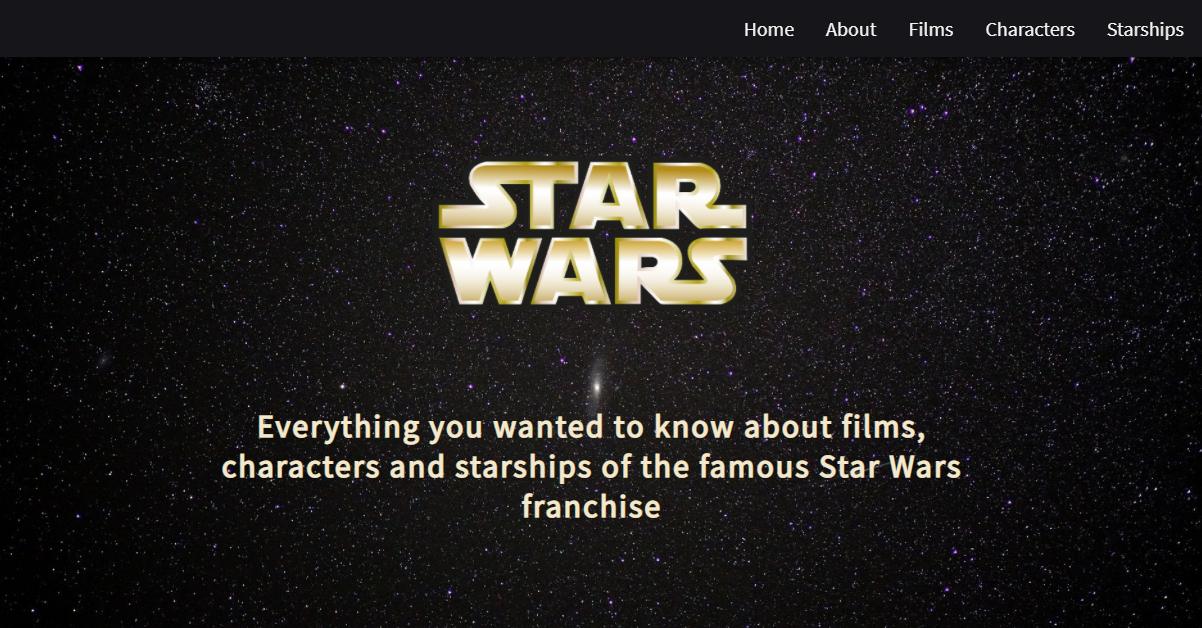 Home About Films Characters Starships
STAR
WARS
Everything you wanted to know about films,
characters and starships of the famous Star Wars
franchise